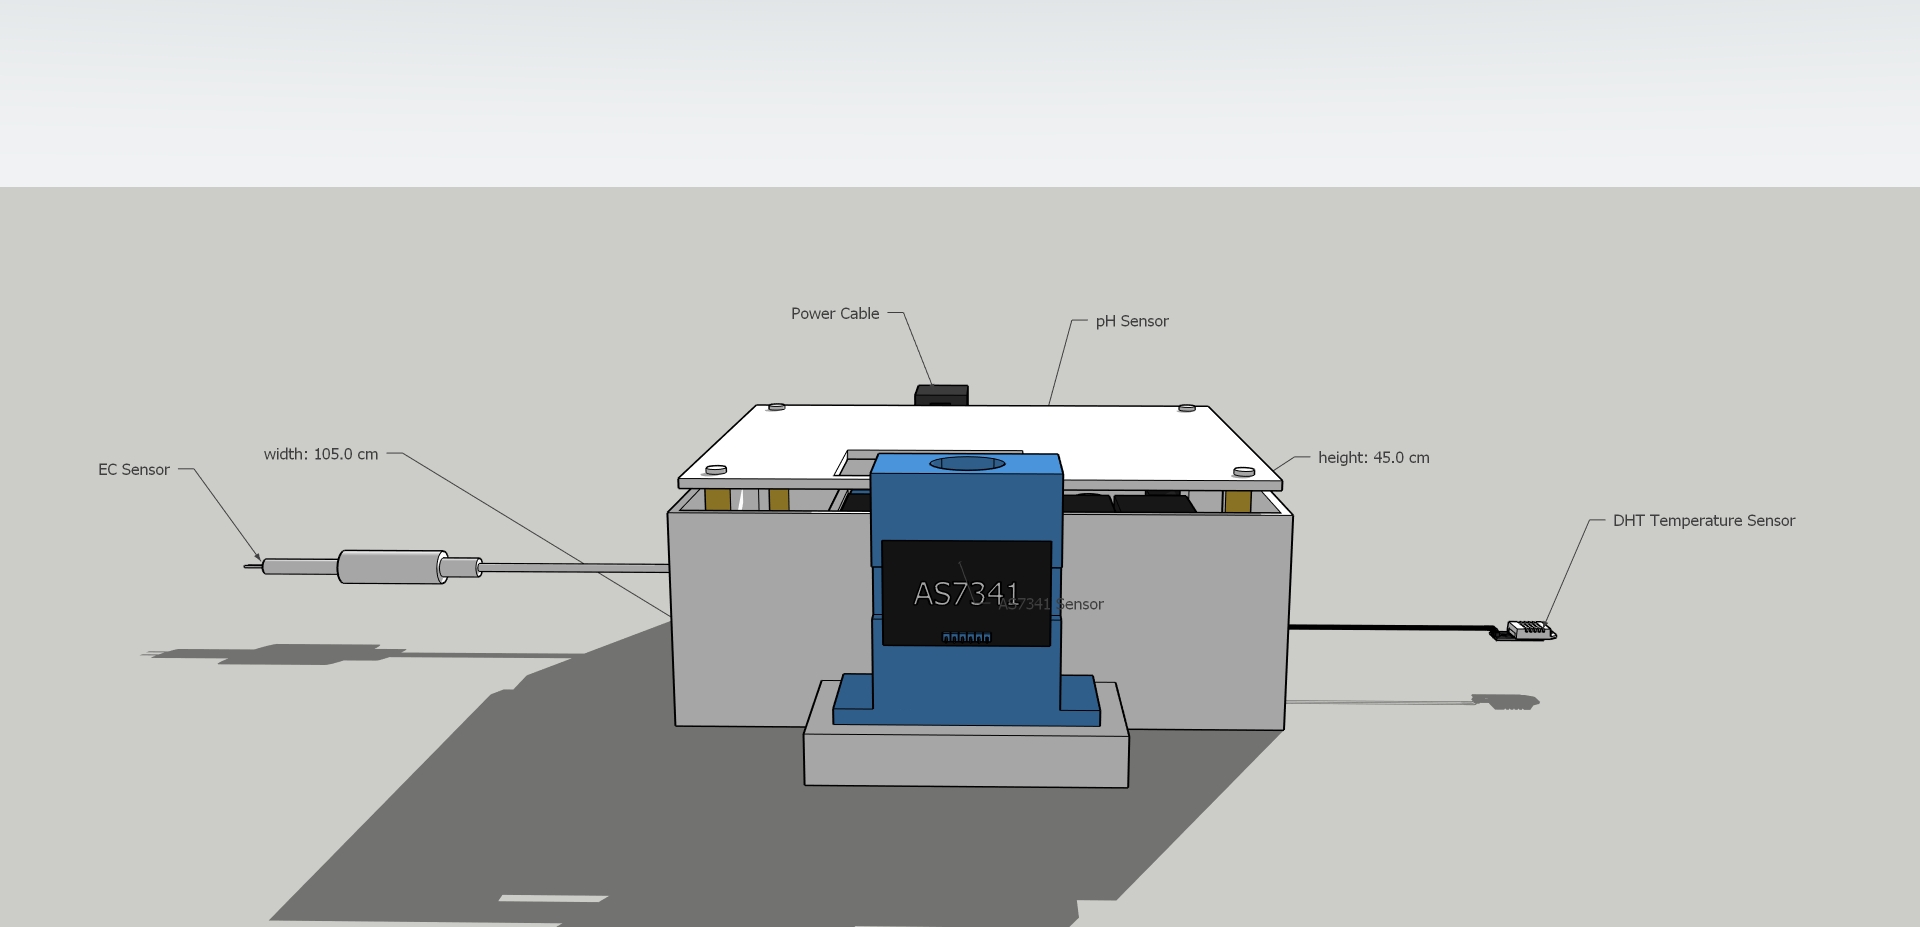 Power Cable
pH Sensor
width: 105.0 cm
height: 45.0 cm
EC Sensor
DHT Temperature Sensor
AS7341
AS7341 Sensor